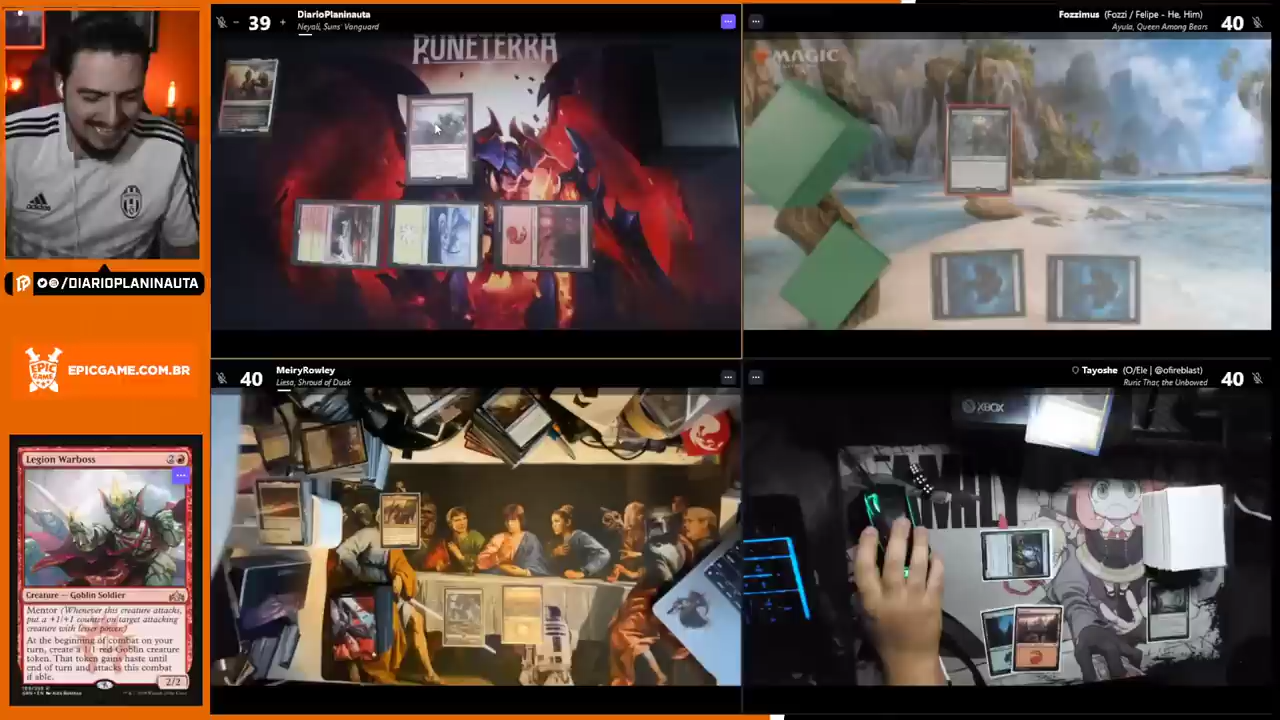 39
DiarioPlaninauta
Neyali, Suns' Vanguard
RUNETERRA
Fozzimus (Fozzi / Felipe - He, Him)
Ayula, Queen Among Bears
40
MAGIC
/DIARIOPLANINAUTA
EPIC GAME
EPICGAME.COM.BR
40
MeiryRowley
Liesa, Shroud of Dusk
Tayoshe (O/Ele | @ofireblast)
Ruric Thar, the Unbowed
40
XBOX
FAMILY
Legion Warboss 2
Creature — Goblin Soldier
Mentor (Whenever this creature attacks,
put a +1/+1 counter on target attacking
creature with lesser power.)
At the beginning of combat on your
turn, create a 1/1 red Goblin creature
token. That token gains haste until
end of turn and attacks this combat
if able.
2/2
adidas